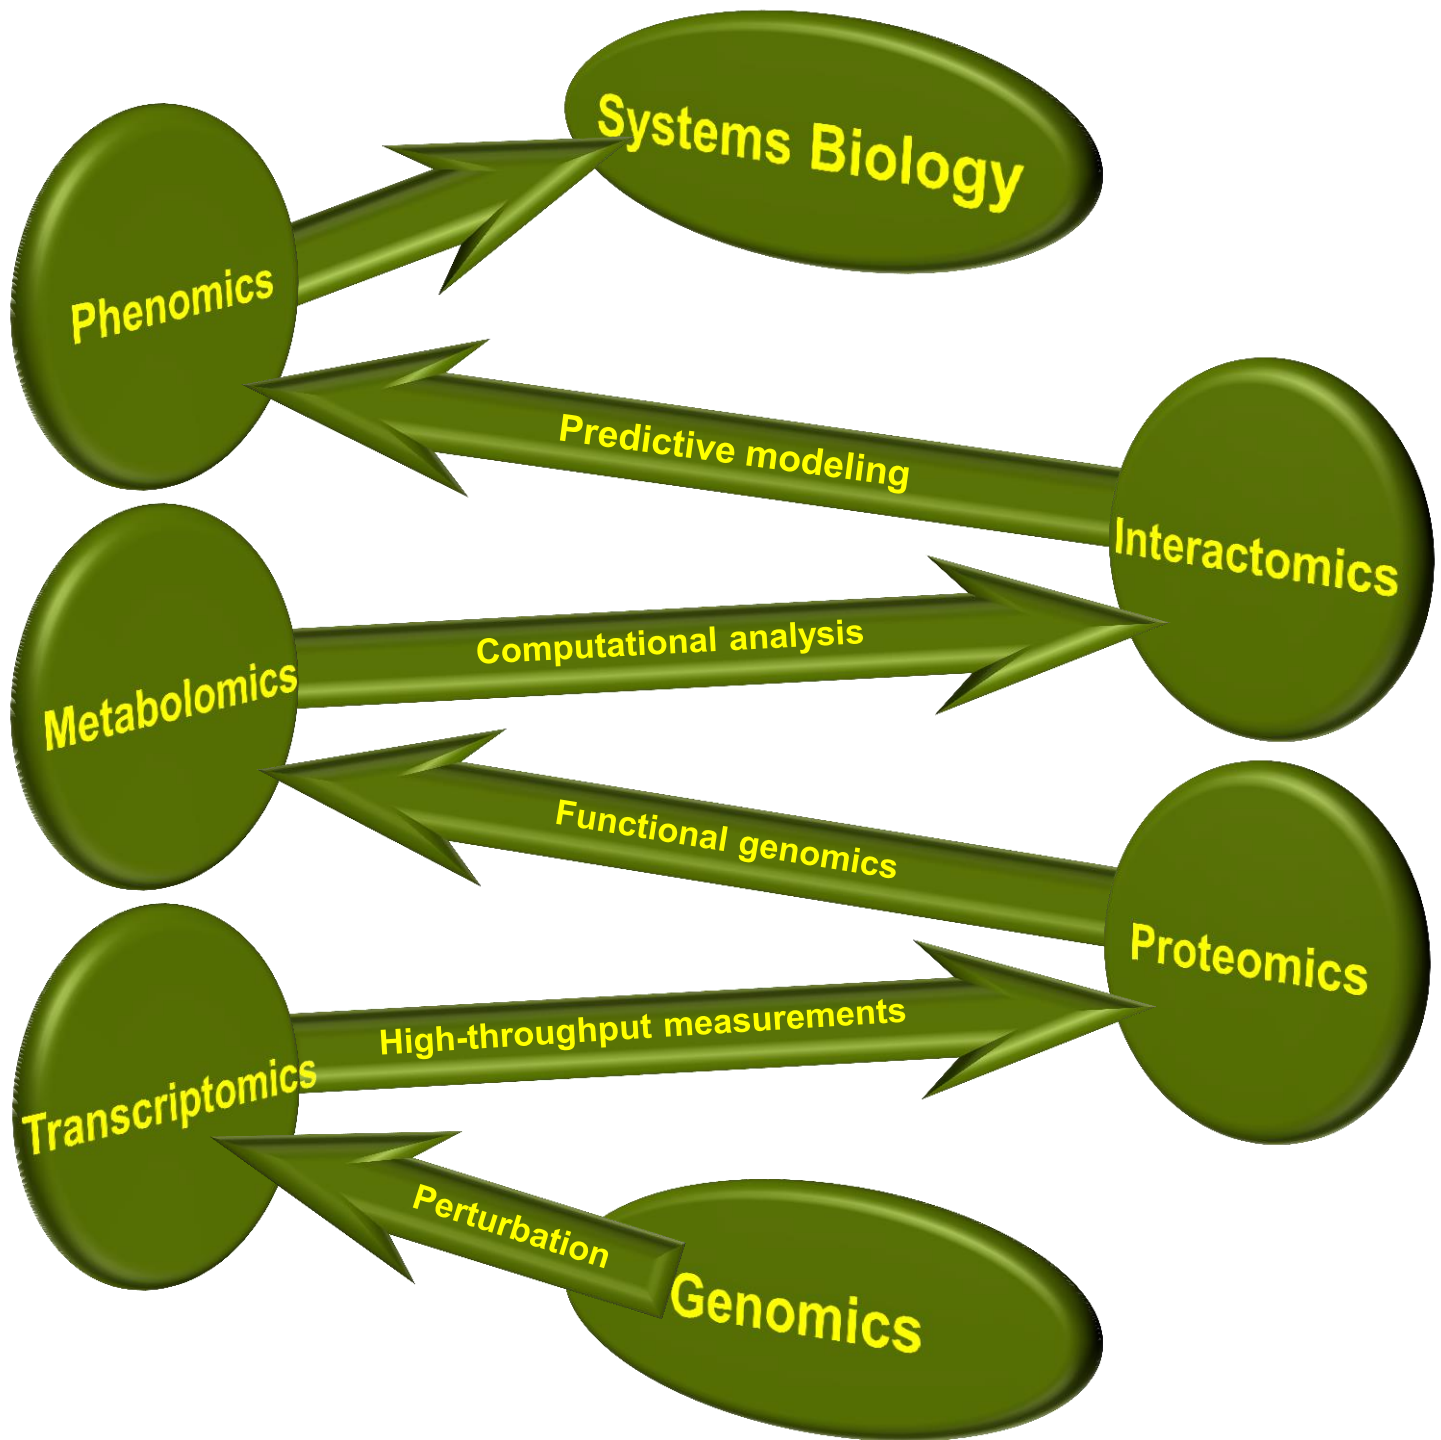 Systems Biology
Phenomics
Predictive modeling
Interactomics
Computational analysis
Metabolomics
Functional genomics
Proteomics
High-throughput measurements
Transcriptomics
Perturbation
Genomics